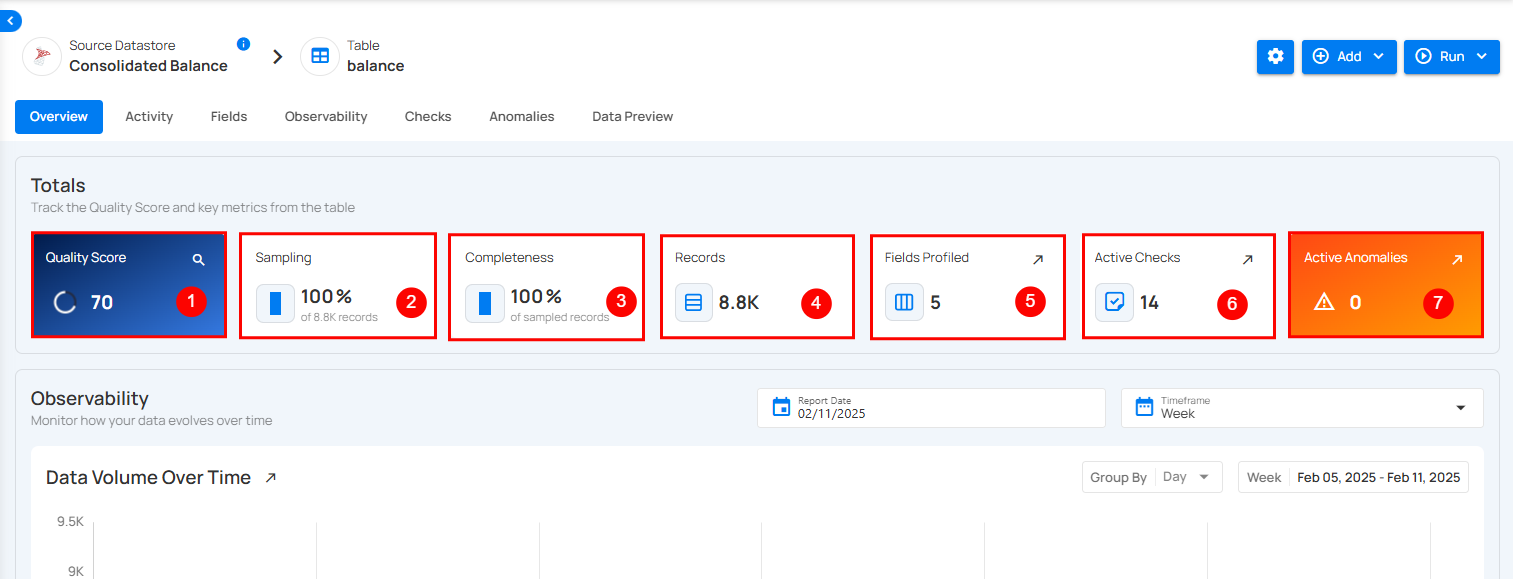 Source Datastore
Consolidated Balance
Table
balance
Add
Run
Overview
Activity
Fields
Observability
Checks
Anomalies
Data Preview
Totals
Track the Quality Score and key metrics from the table
Quality Score
70
1
Sampling
100%
of 8.8K records
2
Completeness
100%
of sampled records
3
Records
8.8K
4
Fields Profiled
5
5
Active Checks
14
6
Active Anomalies
0
7
Observability
Monitor how your data evolves over time
Report Date
02/11/2025
Timeframe
Week
Data Volume Over Time
Group By Day
Week Feb 05, 2025 - Feb 11, 2025
9.5K
9K